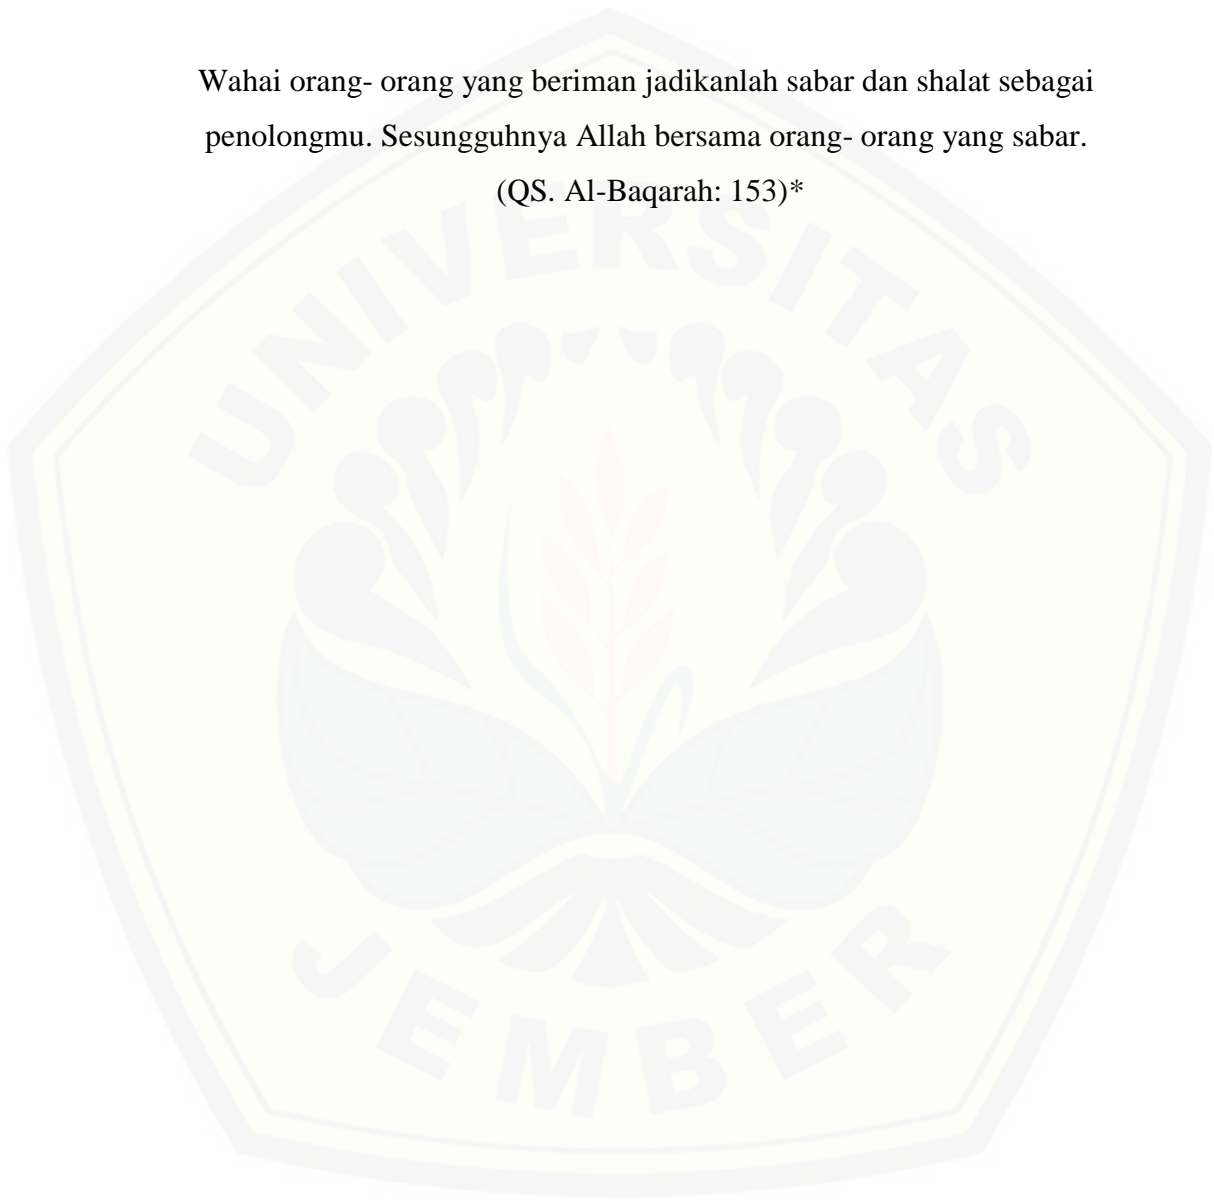 Wahai orang- orang yang beriman jadikanlah sabar dan shalat sebagai
penolongmu. Sesungguhnya Allah bersama orang- orang yang sabar.
(QS. Al-Baqarah: 153)*
UNIVERSITAS
JEMBER